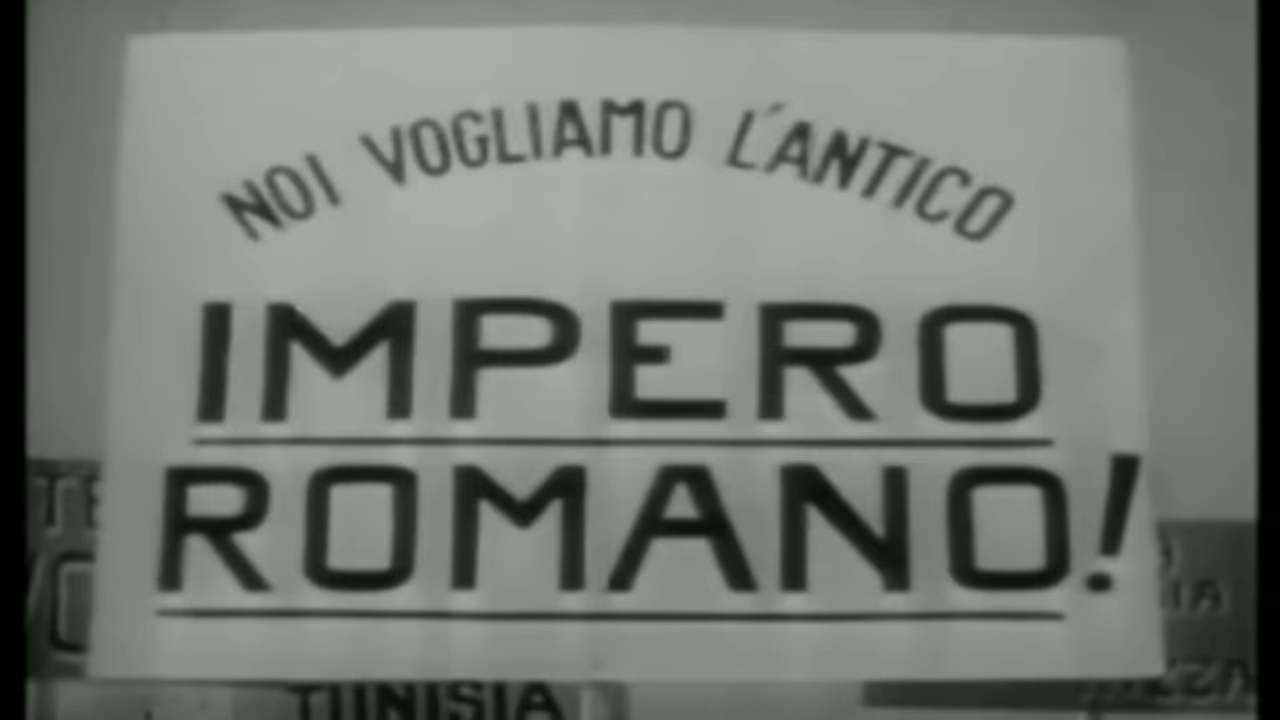 NOI VOGLIAMO L'ANTICO
IMPERO
ROMANO!
TUNISIA